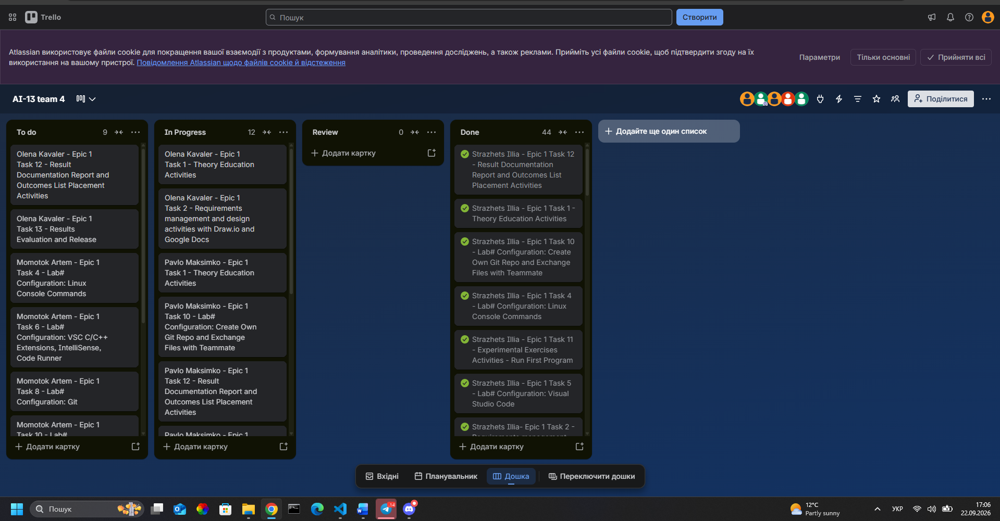 Trello
Пошук
Створити
Atlassian використовує файли cookie для покращення вашої взаємодії з продуктами, формування аналітики, проведення досліджень, а також реклами. Прийміть усі файли cookie, щоб підтвердити згоду на їх
використання на вашому пристрої. Повідомлення Atlassian щодо файлів cookie й відстеження
Параметри
Тільки основні
Прийняти всі
AI-13 team 4
Поділитися
To do
9
Olena Kavaler - Epic 1
Task 12 - Result
Documentation Report and
Outcomes List Placement
Activities
Olena Kavaler - Epic 1
Task 13 - Results
Evaluation and Release
Momotok Artem - Epic 1
Task 4 - Lab#
Configuration: Linux
Console Commands
Momotok Artem - Epic 1
Task 6 - Lab#
Configuration: VSC C/C++
Extensions, IntelliSense,
Code Runner
Momotok Artem - Epic 1
Task 8 - Lab#
Configuration: Git
Momotok Artem - Epic 1
Task 10 - Lab#
Додати картку
In Progress
12
Olena Kavaler - Epic 1
Task 1 - Theory Education
Activities
Olena Kavaler - Epic 1
Task 2 - Requirements
management and design
activities with Draw.io and
Google Docs
Pavlo Maksimko - Epic 1
Task 1 - Theory Education
Activities
Pavlo Maksimko - Epic 1
Task 10 - Lab#
Configuration: Create Own
Git Repo and Exchange
Files with Teammate
Pavlo Maksimko - Epic 1
Task 12 - Result
Documentation Report and
Outcomes List Placement
Activities
Pavlo Maksimko - Epic 1
Додати картку
Review
0
Додати картку
Done
44
Strazhets Illia - Epic 1 Task 12
- Result Documentation
Report and Outcomes List
Placement Activities
Strazhets Illia - Epic 1 Task 1 -
Theory Education Activities
Strazhets Illia - Epic 1 Task 10
- Lab# Configuration: Create
Own Git Repo and Exchange
Files with Teammate
Strazhets Illia - Epic 1 Task 4
- Lab# Configuration: Linux
Console Commands
Strazhets Illia - Epic 1 Task 11
- Experimental Exercises
Activities - Run First Program
Strazhets Illia - Epic 1 Task 5
- Lab# Configuration: Visual
Studio Code
Strazhets Illia- Epic 1 Task 2 -
Requirements management
Додати картку
Додайте ще один список
Вхідні
Планувальник
Дошка
Переключити дошки
Пошук
14
12°C
Partly sunny
УКР
17:06
22.09.2026